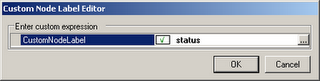 Custom Node Label Editor
Enter custom expression
CustomNodeLabel √ status ...
OK Cancel